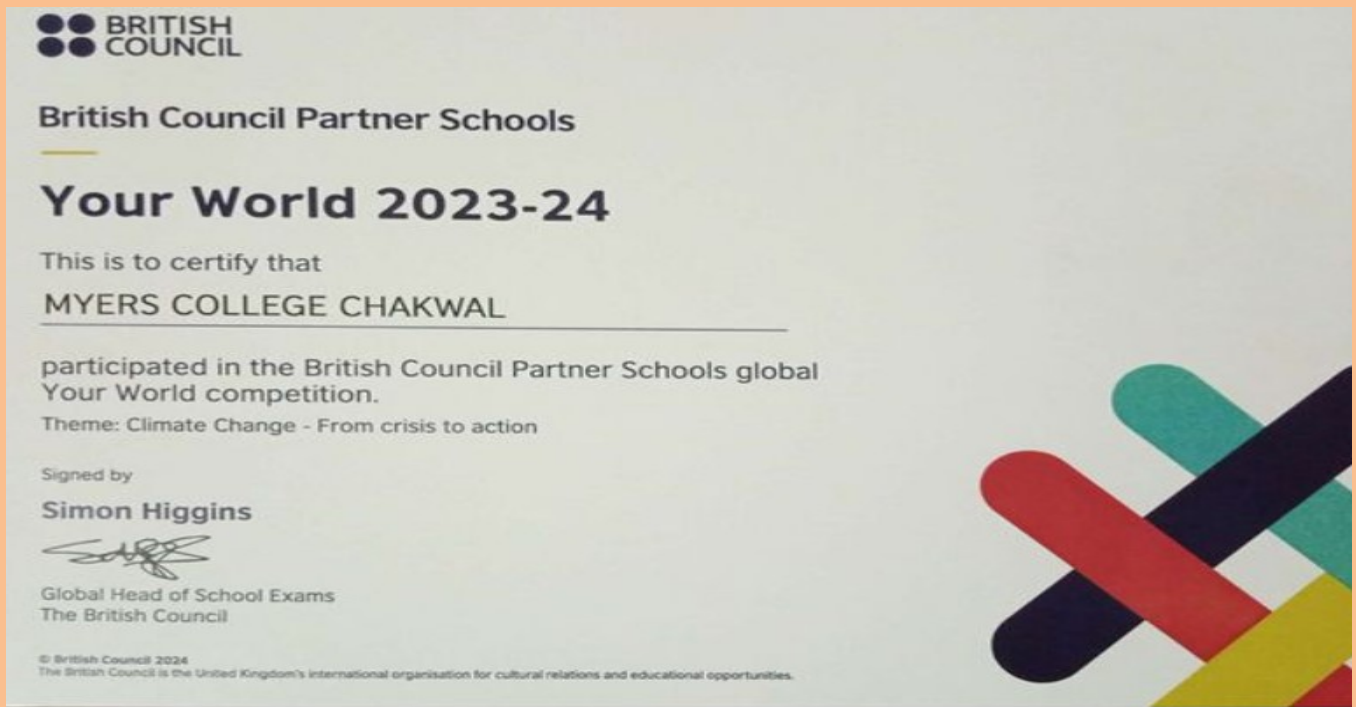 BRITISH
COUNCIL
British Council Partner Schools
Your World 2023-24
This is to certify that
MYERS COLLEGE CHAKWAL
participated in the British Council Partner Schools global
Your World competition.
Theme: Climate Change - From crisis to action
Signed by
Simon Higgins
Global Head of School Exams
The British Council
© British Council 2024
The British Council is the United Kingdom's international organisation for cultural relations and educational opportunities.